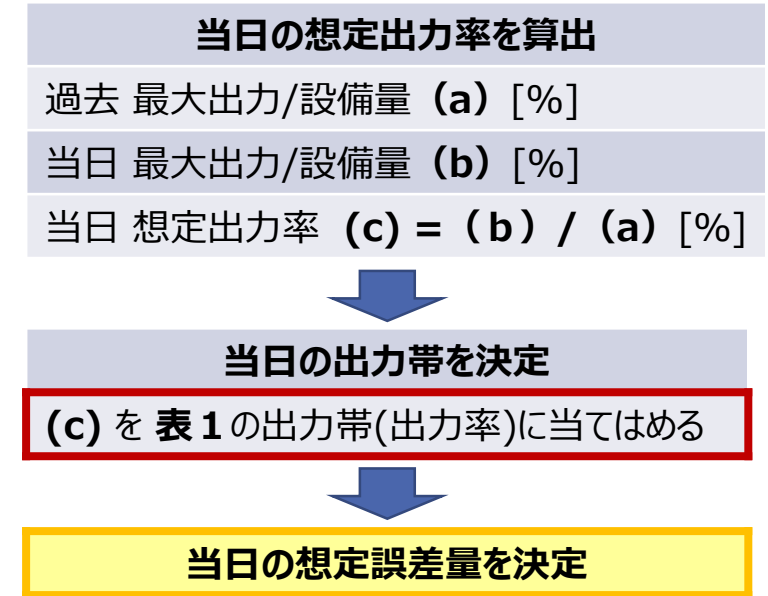 当日の想定出力率を算出
過去 最大出力/設備量（a）[%]
当日 最大出力/設備量（b）[%]
当日 想定出力率 (c) =（ｂ）/（a）[%]
当日の出力帯を決定
(c) を 表１の出力帯(出力率)に当てはめる
当日の想定誤差量を決定